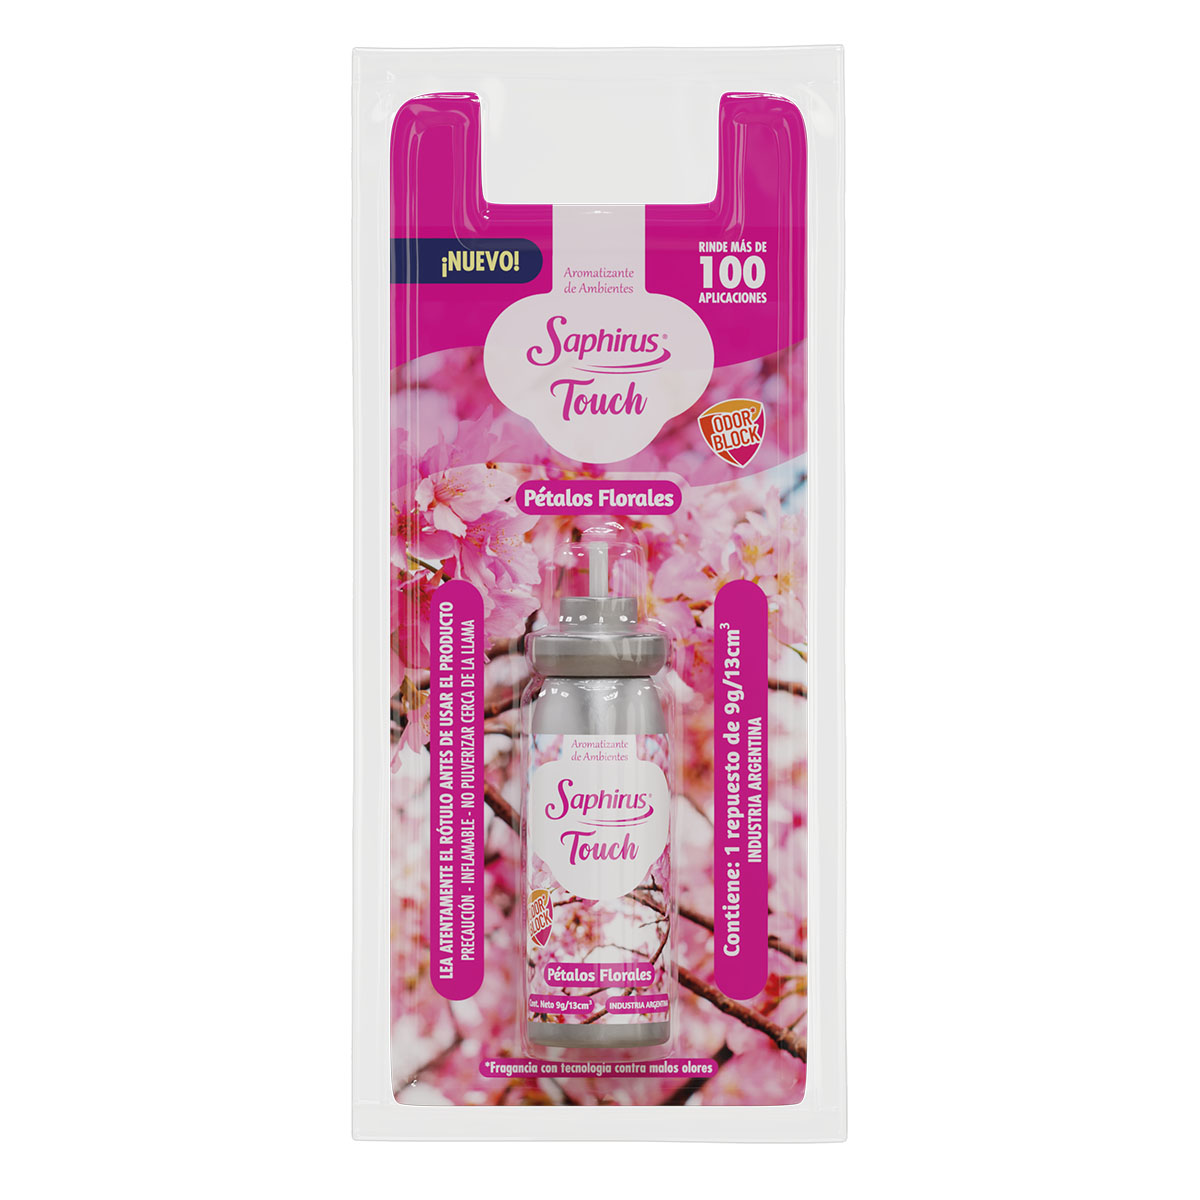 ¡NUEVO!
RINDE MÁS DE
100
APLICACIONES
Aromatizante
de Ambientes
Saphirus®
Touch
ODOR*
BLOCK
Pétalos Florales
LEA ATENTAMENTE EL RÓTULO ANTES DE USAR EL PRODUCTO
PRECAUCIÓN - INFLAMABLE - NO PULVERIZAR CERCA DE LA LLAMA
Contiene: 1 repuesto de 9g/13cm³
INDUSTRIA ARGENTINA
Aromatizante
de Ambientes
Saphirus®
Touch
ODOR*
BLOCK
Pétalos Florales
Cont. Neto 9g/13cm³
INDUSTRIA ARGENTINA
*Fragancia con tecnología contra malos olores